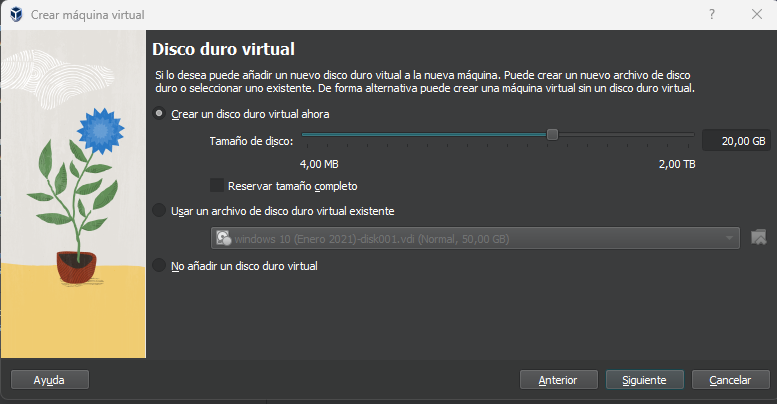 Crear máquina virtual
Disco duro virtual
Si lo desea puede añadir un nuevo disco duro vitual a la nueva máquina. Puede crear un nuevo archivo de disco
duro o seleccionar uno existente. De forma alternativa puede crear una máquina virtual sin un disco duro virtual.
Crear un disco duro virtual ahora
Tamaño de disco:
20,00 GB
4,00 MB
2,00 TB
Reservar tamaño completo
Usar un archivo de disco duro virtual existente
windows 10 (Enero 2021)-disk001.vdi (Normal, 50,00 GB)
No añadir un disco duro virtual
Ayuda
Anterior
Siguiente
Cancelar